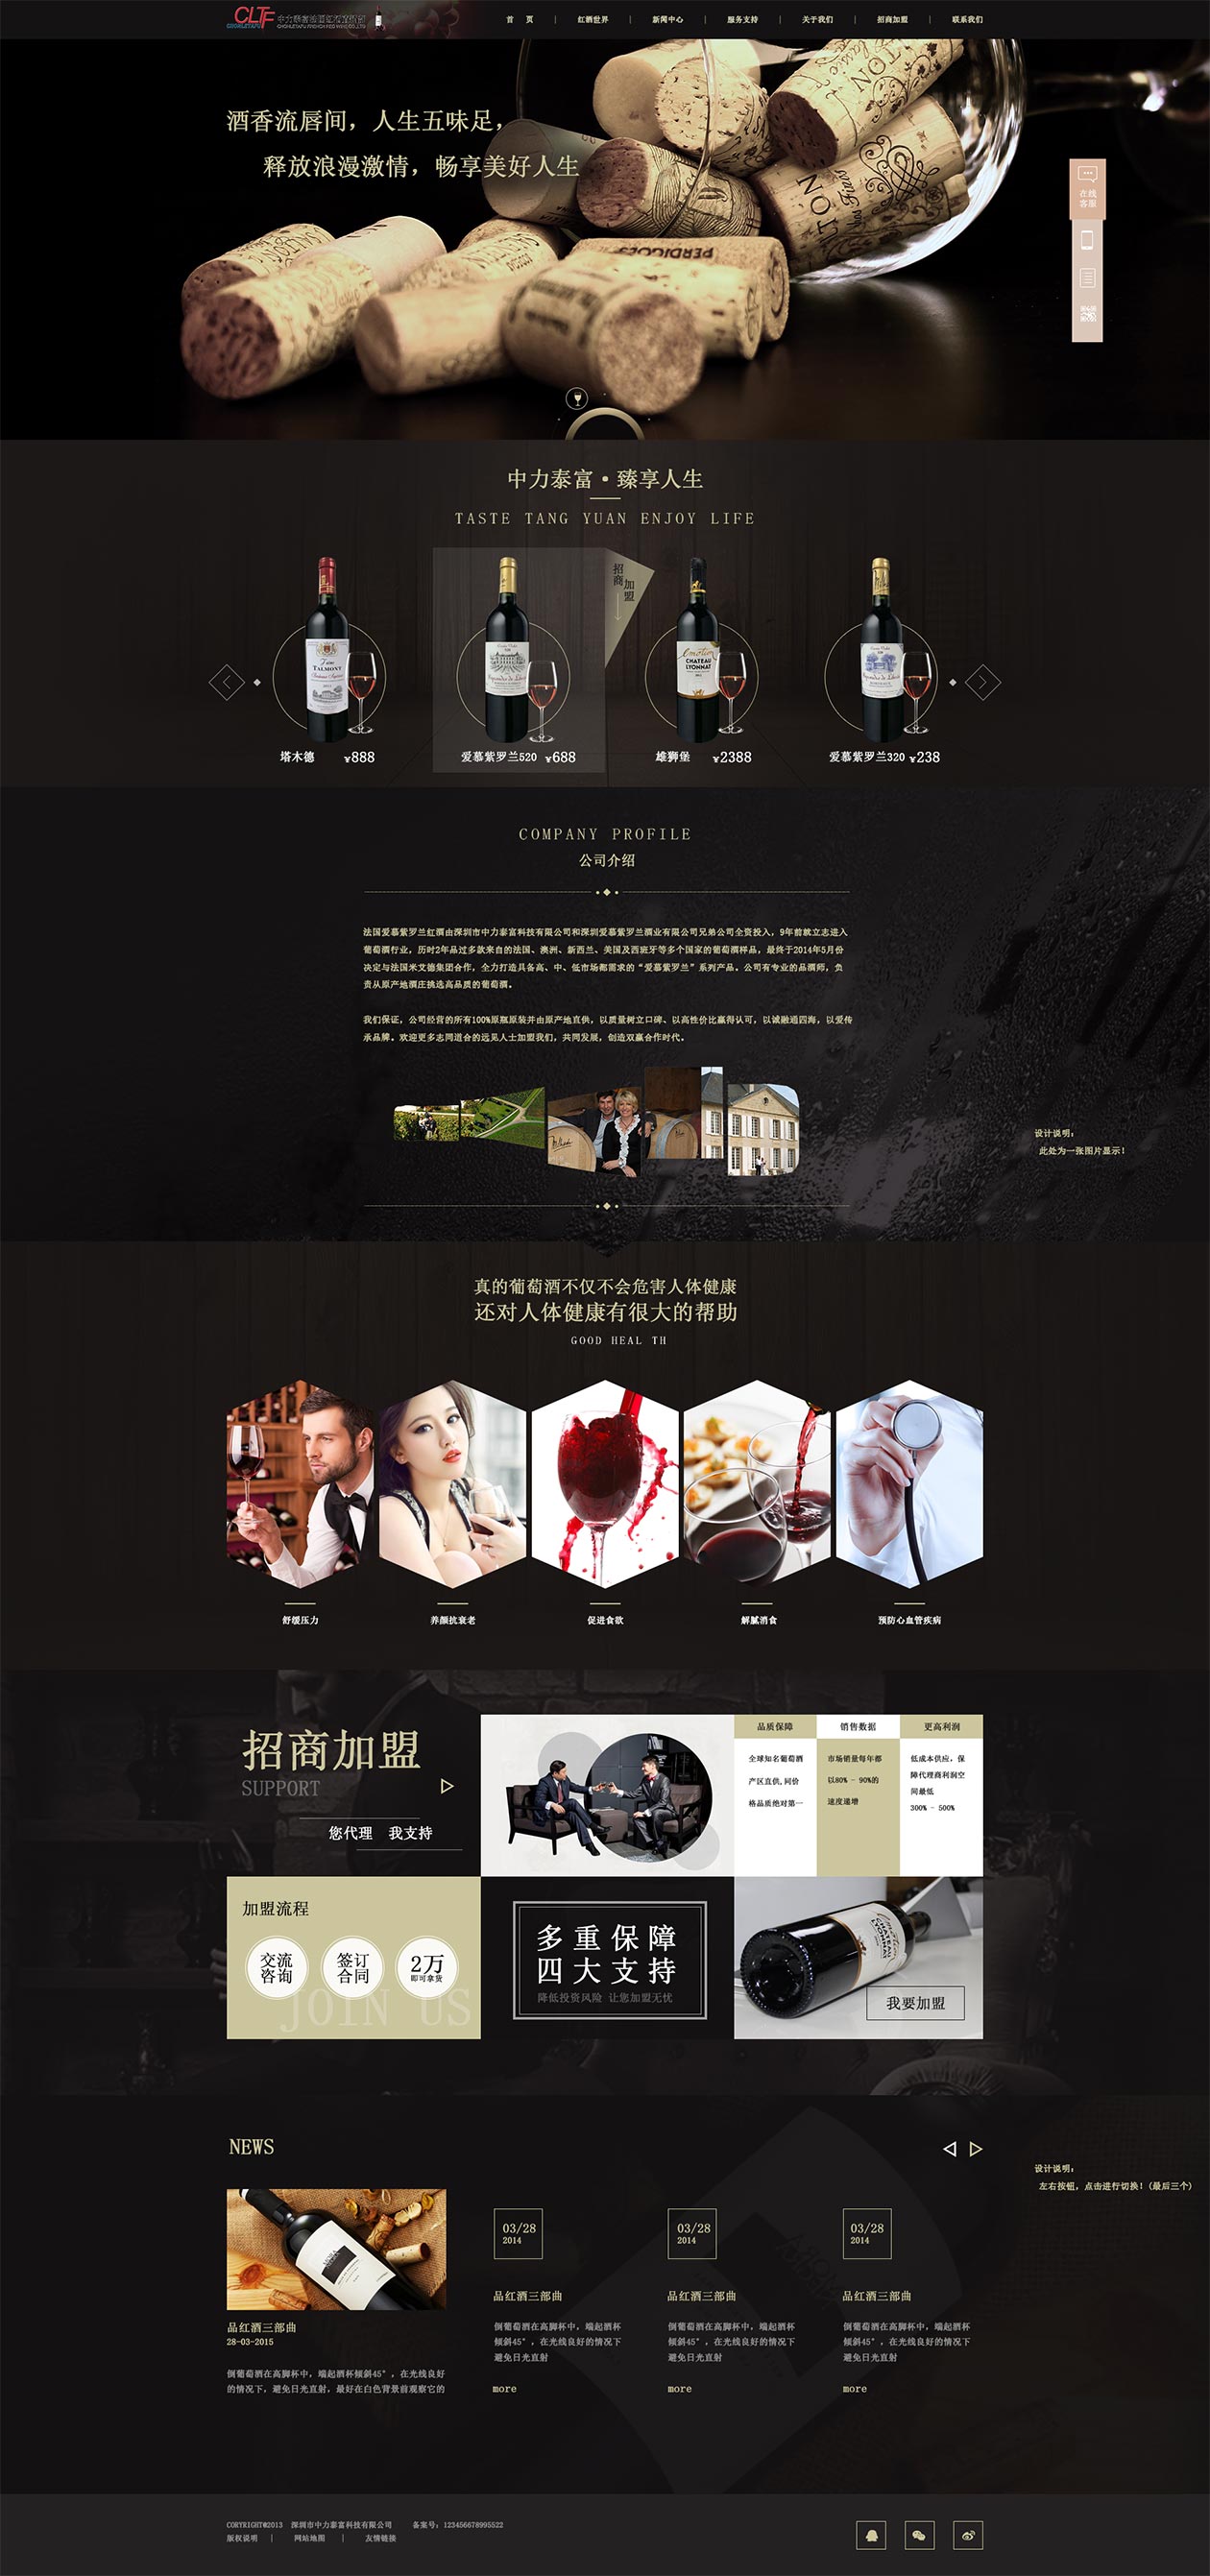 CLTF
首 页 | 红酒世界 | 新闻中心 | 服务支持 | 关于我们 | 招商加盟 | 联系我们
酒香流唇间，人生五味足，
释放浪漫激情，畅享美好人生
在线
客服
中力泰富·臻享人生
TASTE TANG YUAN ENJOY LIFE
招商
加盟
TALMONT
CHATEAU
LYONNAT
塔木德 ¥888
爱慕紫罗兰520 ¥688
雄狮堡 ¥2388
爱慕紫罗兰320 ¥238
COMPANY PROFILE
公司介绍
法国爱慕紫罗兰红酒由深圳市中力泰富科技有限公司和深圳爱慕紫罗兰酒业有限公司兄弟公司全资投入，9年前就立志进入
葡萄酒行业，历时2年品过多款来自的法国、澳洲、新西兰、美国及西班牙等多个国家的葡萄酒样品，最终于2014年5月份
决定与法国米戈德集团合作，全力打造具备高、中、低市场都需求的“爱慕紫罗兰”系列产品。公司有专业的品酒师，负
责从原产地酒庄挑选高品质的葡萄酒。
我们保证，公司经营的所有100%原瓶原装并由原产地直供，以质量树立口碑、以高性价比赢得认可，以诚融通四海，以爱传
承品牌。欢迎更多志同道合的远见人士加盟我们，共同发展，创造双赢合作时代。
设计说明：
此处为一张图片显示！
真的葡萄酒不仅不会危害人体健康
还对人体健康有很大的帮助
GOOD HEAL TH
舒缓压力
养颜抗衰老
促进食欲
解腻消食
预防心血管疾病
招商加盟
SUPPORT
您代理 我支持
品质保障
全球知名葡萄酒
产区直供，同价
格品质绝对第一
销售数据
市场销量每年都
以80% - 90%的
速度递增
更高利润
低成本供应，保
障代理商利润空
间最低
300% - 500%
加盟流程
交流
咨询
签订
合同
2万
即可拿货
JOIN US
多重保障
四大支持
降低投资风险 让您加盟无忧
我要加盟
NEWS
设计说明：
左右按钮，点击进行切换！(最后三个)
品红酒三部曲
28-03-2015
倒葡萄酒在高脚杯中，端起酒杯倾斜45°，在光线良好
的情况下，避免日光直射，最好在白色背景前观察它的
03/28
2014
品红酒三部曲
倒葡萄酒在高脚杯中，端起酒杯
倾斜45°，在光线良好的情况下
避免日光直射
more
03/28
2014
品红酒三部曲
倒葡萄酒在高脚杯中，端起酒杯
倾斜45°，在光线良好的情况下
避免日光直射
more
03/28
2014
品红酒三部曲
倒葡萄酒在高脚杯中，端起酒杯
倾斜45°，在光线良好的情况下
避免日光直射
more
CORYRIGHT@2013 深圳市中力泰富科技有限公司 备案号：123456678995522
版权说明 | 网站地图 | 友情链接